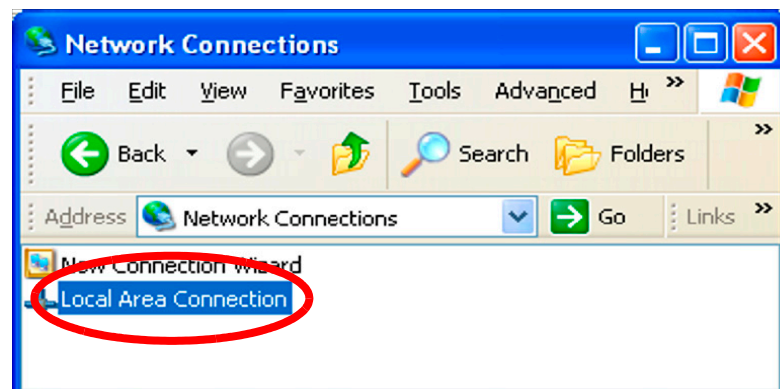 Network Connections
File Edit View Favorites Tools Advanced H »
Back Search Folders »
Address Network Connections Go Links »
New Connection Wizard
Local Area Connection